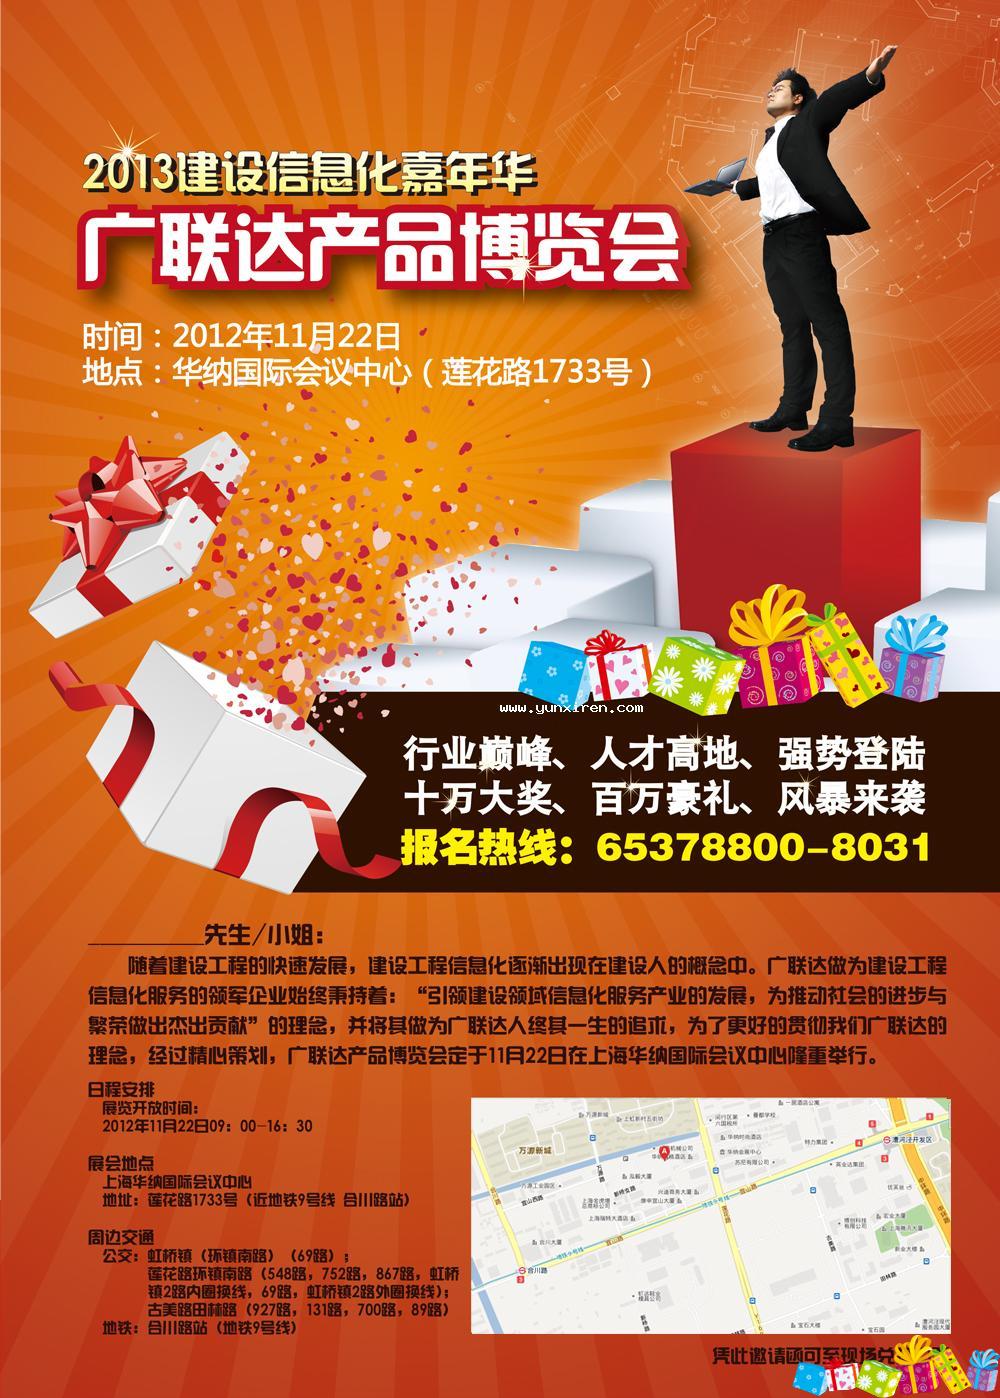 2013建设信息化嘉年华
广联达产品博览会
时间：2012年11月22日
地点：华纳国际会议中心（莲花路1733号）
www.yunxiren.com
行业巅峰、人才高地、强势登陆
十万大奖、百万豪礼、风暴来袭
报名热线：65378800-8031
________先生/小姐：
随着建设工程的快速发展，建设工程信息化逐渐出现在建设人的概念中。广联达做为建设工程
信息化服务的领军企业始终秉持着：“引领建设领域信息化服务产业的发展，为推动社会的进步与
繁荣做出杰出贡献”的理念，并将其做为广联达人终其一生的追求，为了更好的贯彻我们广联达的
理念，经过精心策划，广联达产品博览会定于11月22日在上海华纳国际会议中心隆重举行。
日程安排
展览开放时间：
2012年11月22日09：00-16：30
展会地点
上海华纳国际会议中心
地址：莲花路1733号（近地铁9号线 合川路站）
周边交通
公交：虹桥镇（环镇南路）（69路）；
莲花路环镇南路（548路，752路，867路，虹桥
镇2路内圈换线，69路，虹桥镇2路外圈换线）；
古美路田林路（927路，131路，700路，89路）
地铁：合川路站（地铁9号线）
万源新城
漕河泾开发区
合川路
宜山路
A
凭此邀请函可至现场兑